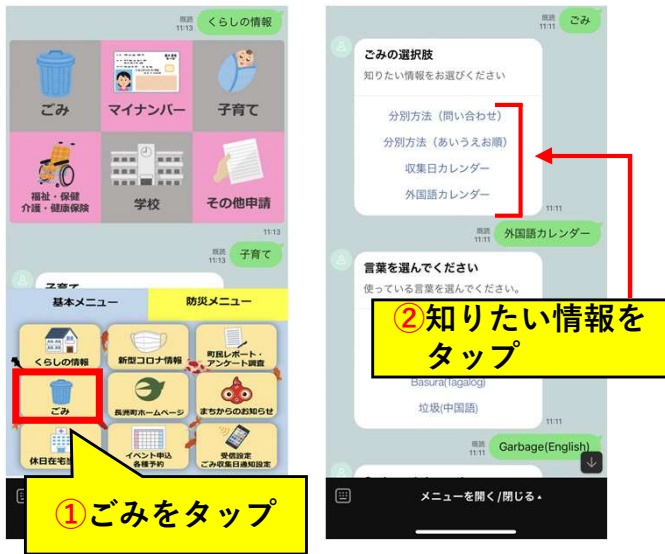 既読
11:13
くらしの情報
ごみ
マイナンバー
子育て
福祉・保健
介護・健康保険
学校
その他申請
11:13
既読
11:13
子育て
子育て
基本メニュー
防災メニュー
くらしの情報
新型コロナ情報
町民レポート・
アンケート調査
ごみ
長洲町ホームページ
まちからのお知らせ
休日在宅
イベント申込
各種予約
受信設定
ごみ収集日通知設定
①ごみをタップ
既読
11:11
ごみ
ごみの選択肢
知りたい情報をお選びください
分別方法（問い合わせ）
分別方法（あいうえお順）
収集日カレンダー
外国語カレンダー
11:11
既読
11:11
外国語カレンダー
言葉を選んでください
使っている言葉を選んでください。
②知りたい情報を
タップ
Basura(Tagalog)
垃圾(中国語)
11:11
既読
11:11
Garbage(English)
メニューを開く/閉じる